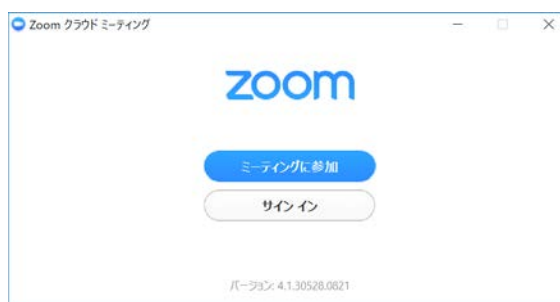 Zoom クラウド ミーティング
zoom
ミーティングに参加
サイン イン
バージョン: 4.1.30528.0821